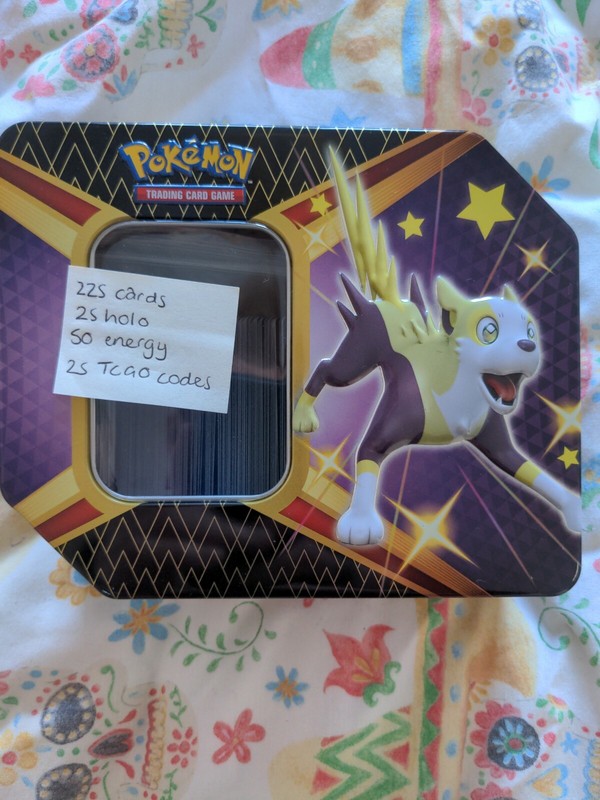 POKéMON
TRADING CARD GAME
225 cards
25 holo
50 energy
25 TCGO codes